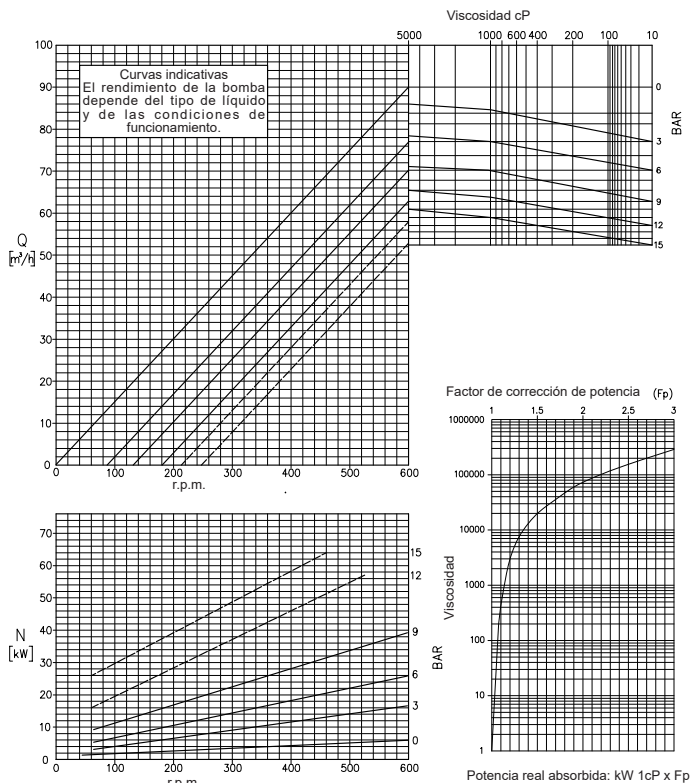 Viscosidad cP
5000 1000 600 400 200 100 10
100
90
80
70
60
50
40
30
20
10
0
Q
[m³/h]
Curvas indicativas
El rendimiento de la bomba
depende del tipo de líquido
y de las condiciones de
funcionamiento.
0
3
6
9
12
15
BAR
0 100 200 300 400 500 600
r.p.m.
70
60
50
40
30
20
10
0
N
[kW]
15
12
9
6
3
0
BAR
0 100 200 300 400 500 600
r.p.m.
Factor de corrección de potencia (Fp)
1 1.5 2 2.5 3
1000000
100000
10000
1000
100
10
1
Viscosidad
Potencia real absorbida: kW 1cP x Fp